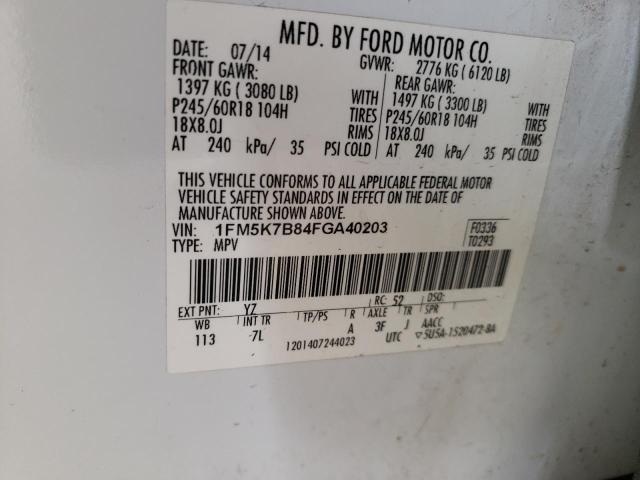 MFD. BY FORD MOTOR CO.
DATE: 07/14 GVWR: 2776 KG ( 6120 LB)
FRONT GAWR: REAR GAWR:
1397 KG ( 3080 LB) WITH 1497 KG ( 3300 LB) WITH
P245/60R18 104H TIRES P245/60R18 104H TIRES
18X8.0J RIMS 18X8.0J RIMS
AT 240 kPa/ 35 PSI COLD AT 240 kPa/ 35 PSI COLD
THIS VEHICLE CONFORMS TO ALL APPLICABLE FEDERAL MOTOR
VEHICLE SAFETY STANDARDS IN EFFECT ON THE DATE OF
MANUFACTURE SHOWN ABOVE.
VIN: 1FM5K7B84FGA40203 F0336
TYPE: MPV T0293
EXT PNT: YZ RC: 52 DSO:
WB INT TR TP/PS R AXLE TR SPR
113 7L A 3F J AACC
1201407244023 UTC ▽5U5A-1520472-BA